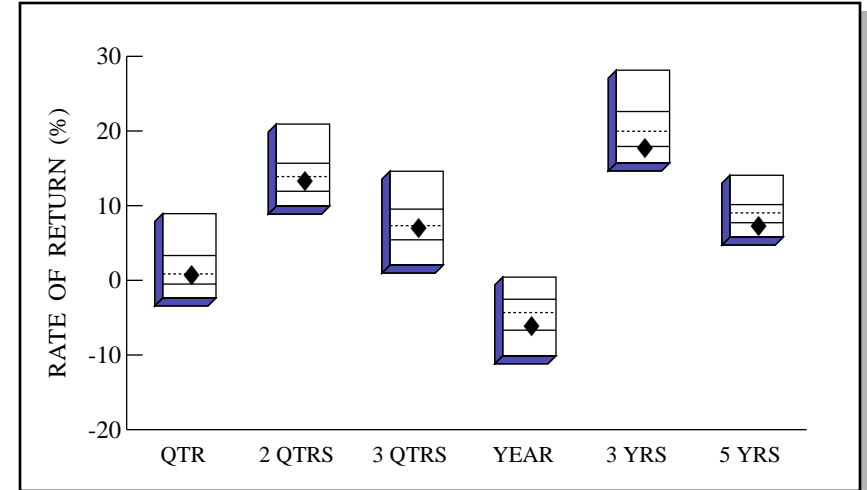 RATE OF RETURN (%)
30
20
10
0
-10
-20
QTR
2 QTRS
3 QTRS
YEAR
3 YRS
5 YRS